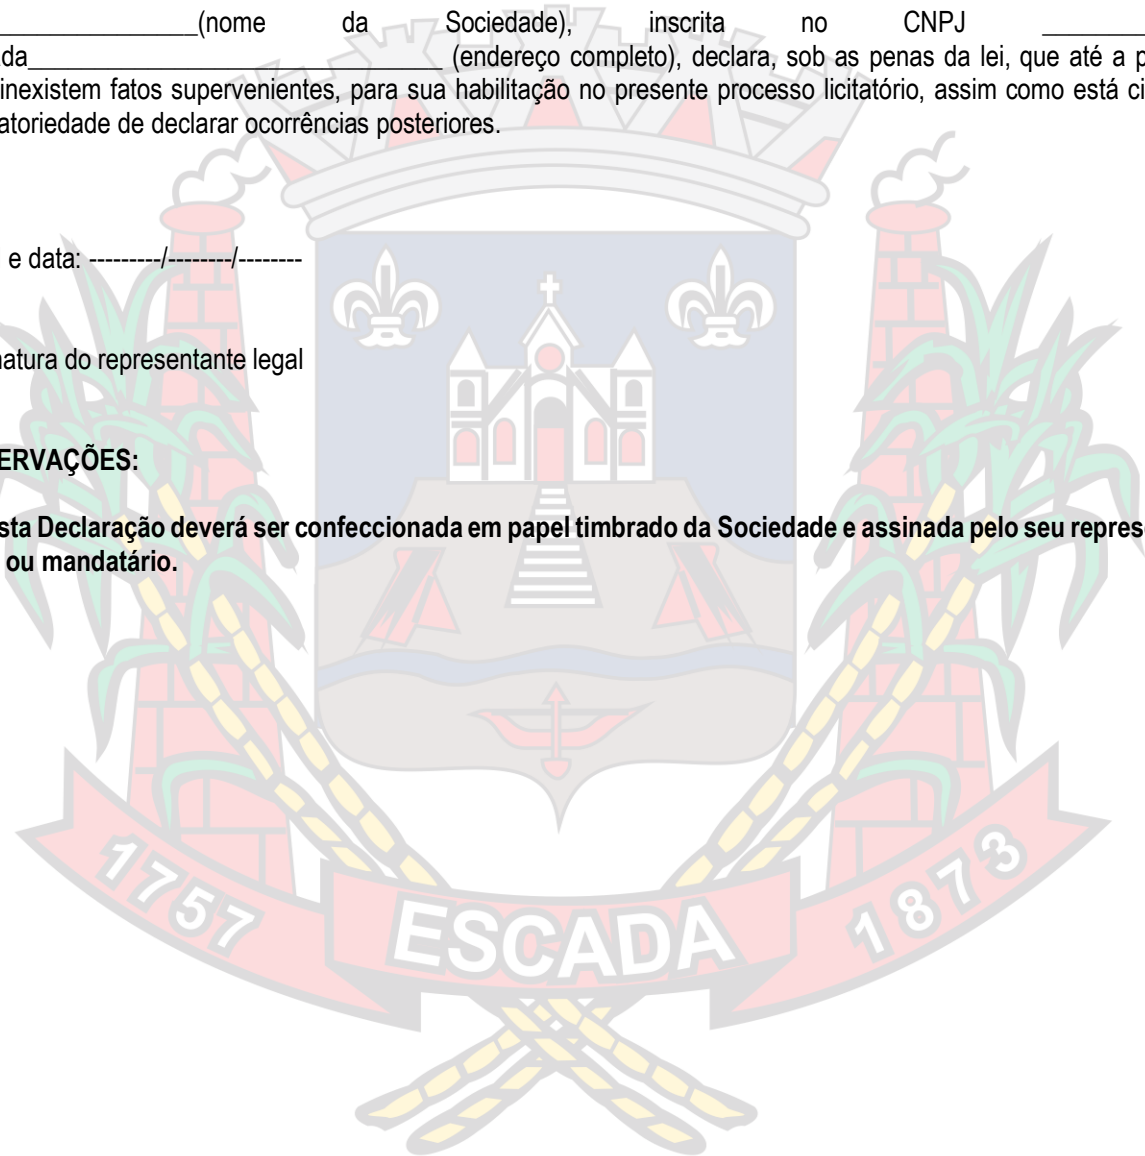 _________________(nome da Sociedade), inscrita no CNPJ _________
da__________________________________ (endereço completo), declara, sob as penas da lei, que até a p
inexistem fatos supervenientes, para sua habilitação no presente processo licitatório, assim como está ci
atoriedade de declarar ocorrências posteriores.
e data: ---------/--------/--------
natura do representante legal
ERVAÇÕES:
sta Declaração deverá ser confeccionada em papel timbrado da Sociedade e assinada pelo seu repres
ou mandatário.
1757 ESCADA 1873